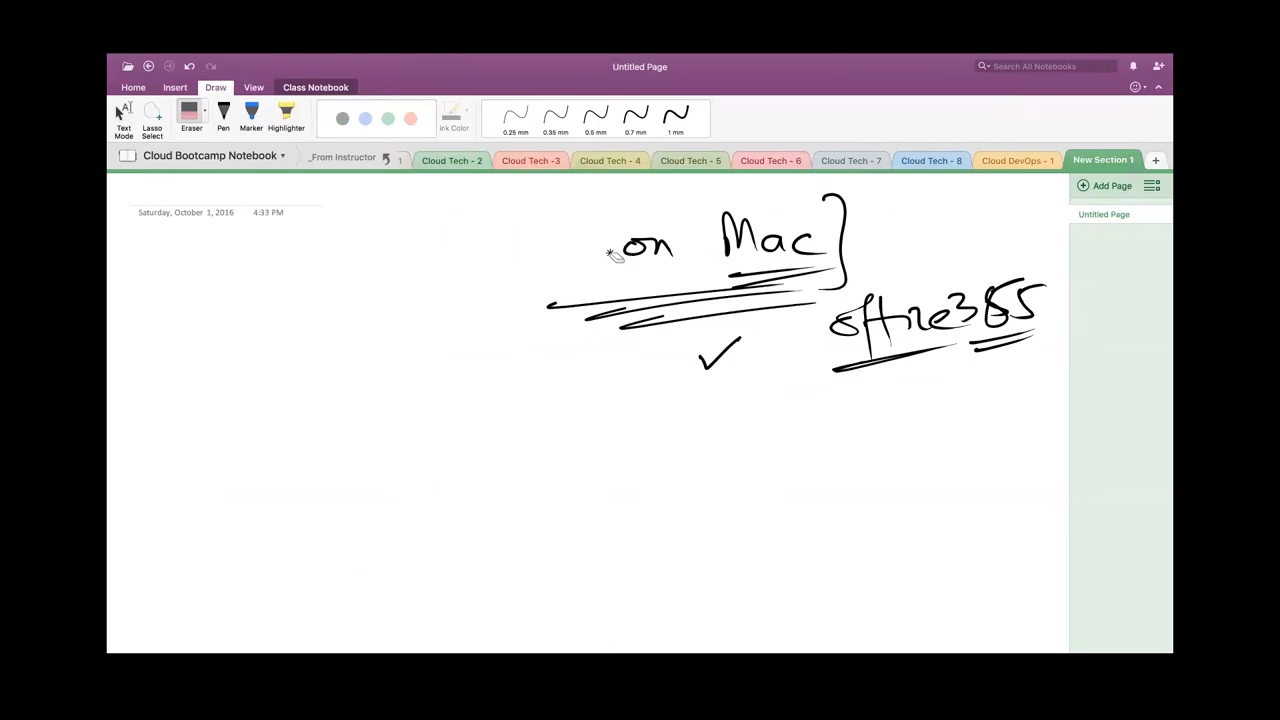 Untitled Page
Search All Notebooks
Home Insert Draw View Class Notebook
Text Mode
Lasso Select
Eraser
Pen
Marker
Highlighter
Ink Color
0.25 mm 0.35 mm 0.5 mm 0.7 mm 1 mm
Cloud Bootcamp Notebook _From Instructor 1 Cloud Tech - 2 Cloud Tech -3 Cloud Tech - 4 Cloud Tech - 5 Cloud Tech - 6 Cloud Tech - 7 Cloud Tech - 8 Cloud DevOps - 1 New Section 1
Add Page
Untitled Page
Saturday, October 1, 2016 4:33 PM
on Mac
office365